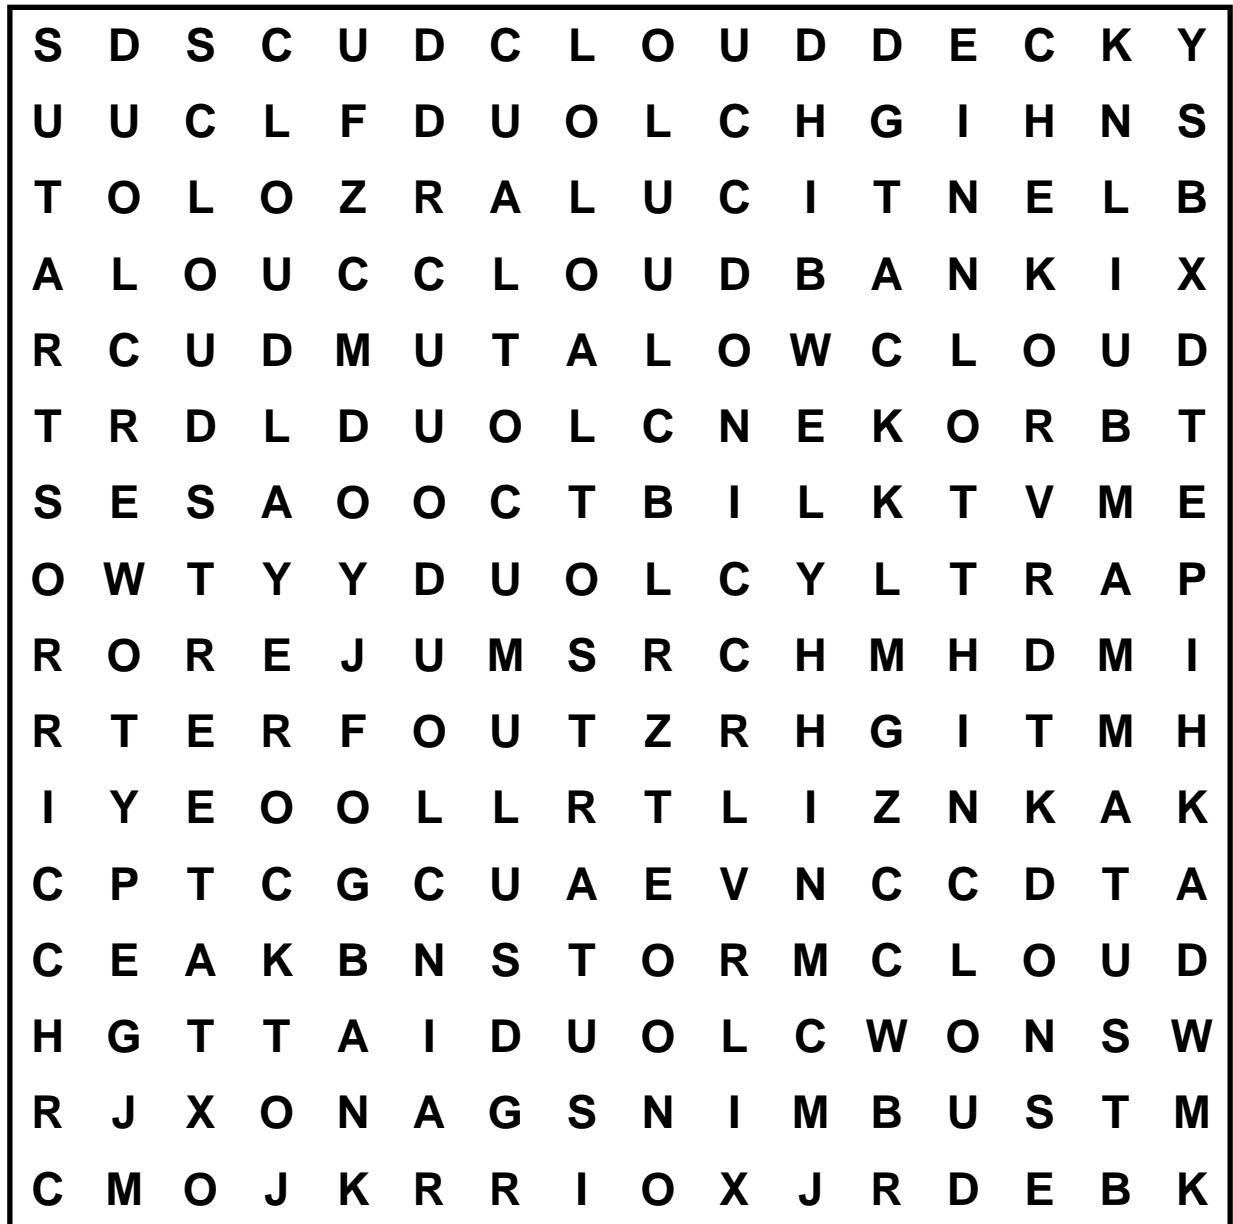 S D S C U D C L O U D D E C K Y
U U C L F D U O L C H G I H N S
T O L O Z R A L U C I T N E L B
A L O U C C L O U D B A N K I X
R C U D M U T A L O W C L O U D
T R D L D U O L C N E K O R B T
S E S A O O C T B I L K T V M E
O W T Y Y D U O L C Y L T R A P
R O R E J U M S R C H M H D M I
R T E R F O U T Z R H G I T M H
I Y E O O L L R T L I Z N K A K
C P T C G C U A E V N C C D T A
C E A K B N S T O R M C L O U D
H G T T A I D U O L C W O N S W
R J X O N A G S N I M B U S T M
C M O J K R R I O X J R D E B K